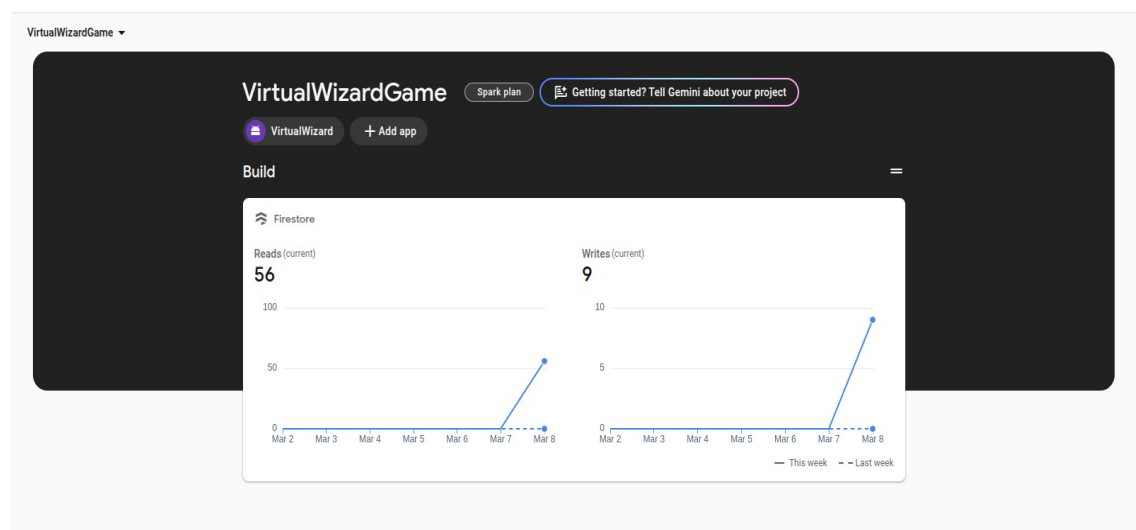 VirtualWizardGame
VirtualWizardGame
Spark plan
Getting started? Tell Gemini about your project
VirtualWizard
+ Add app
Build
Firestore
Reads (current)
56
100
50
0
Mar 2 Mar 3 Mar 4 Mar 5 Mar 6 Mar 7 Mar 8
Writes (current)
9
10
5
0
Mar 2 Mar 3 Mar 4 Mar 5 Mar 6 Mar 7 Mar 8
This week Last week